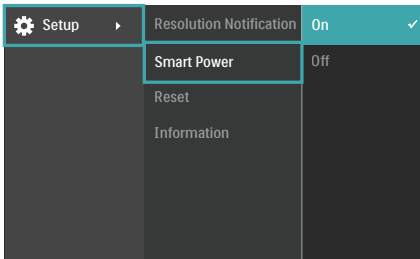 Setup
Resolution Notification
On
Smart Power
Off
Reset
Information